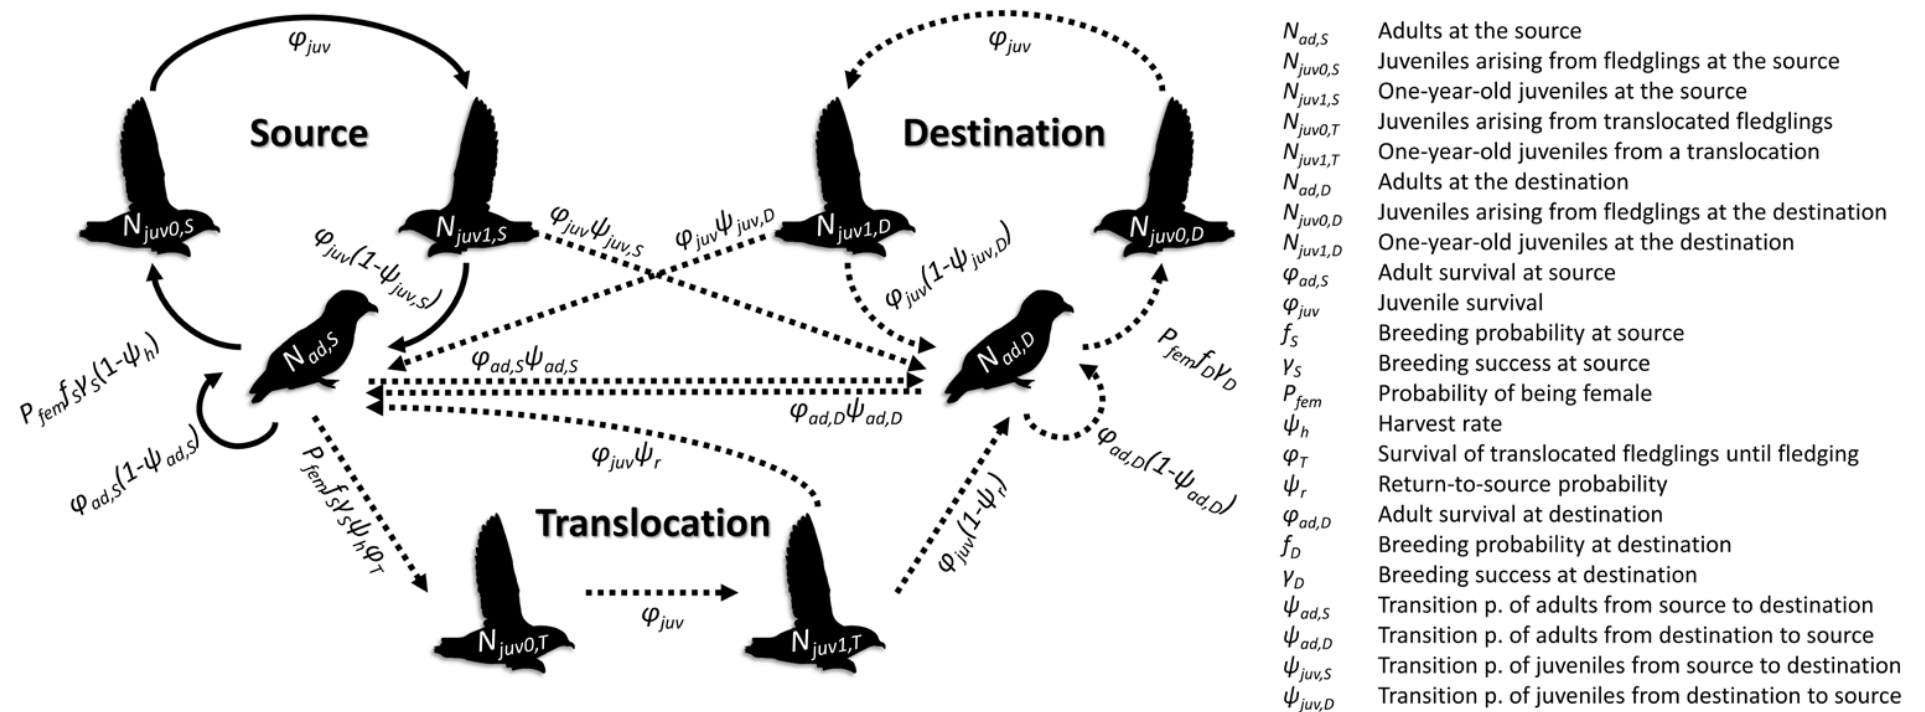 φjuv
φjuv
Source
Destination
Njuv0,S
Njuv1,S
Njuv1,D
Njuv0,D
φjuvψjuv,S
φjuvψjuv,D
φjuv(1-ψjuv,S)
φjuv(1-ψjuv,D)
Nad,S
Nad,D
Pfem fSγS(1-ψh)
Pfem fDγD
φad,Sψad,S
φad,Dψad,D
φad,S(1-ψad,S)
φad,D(1-ψad,D)
φjuvψr
Pfem fSγSψhφT
φjuv(1-ψr)
Translocation
φjuv
Njuv0,T
Njuv1,T
Nad,S Adults at the source
Njuv0,S Juveniles arising from fledglings at the source
Njuv1,S One-year-old juveniles at the source
Njuv0,T Juveniles arising from translocated fledglings
Njuv1,T One-year-old juveniles from a translocation
Nad,D Adults at the destination
Njuv0,D Juveniles arising from fledglings at the destination
Njuv1,D One-year-old juveniles at the destination
φad,S Adult survival at source
φjuv Juvenile survival
fS Breeding probability at source
γS Breeding success at source
Pfem Probability of being female
ψh Harvest rate
φT Survival of translocated fledglings until fledging
ψr Return-to-source probability
φad,D Adult survival at destination
fD Breeding probability at destination
γD Breeding success at destination
ψad,S Transition p. of adults from source to destination
ψad,D Transition p. of adults from destination to source
ψjuv,S Transition p. of juveniles from source to destination
ψjuv,D Transition p. of juveniles from destination to source